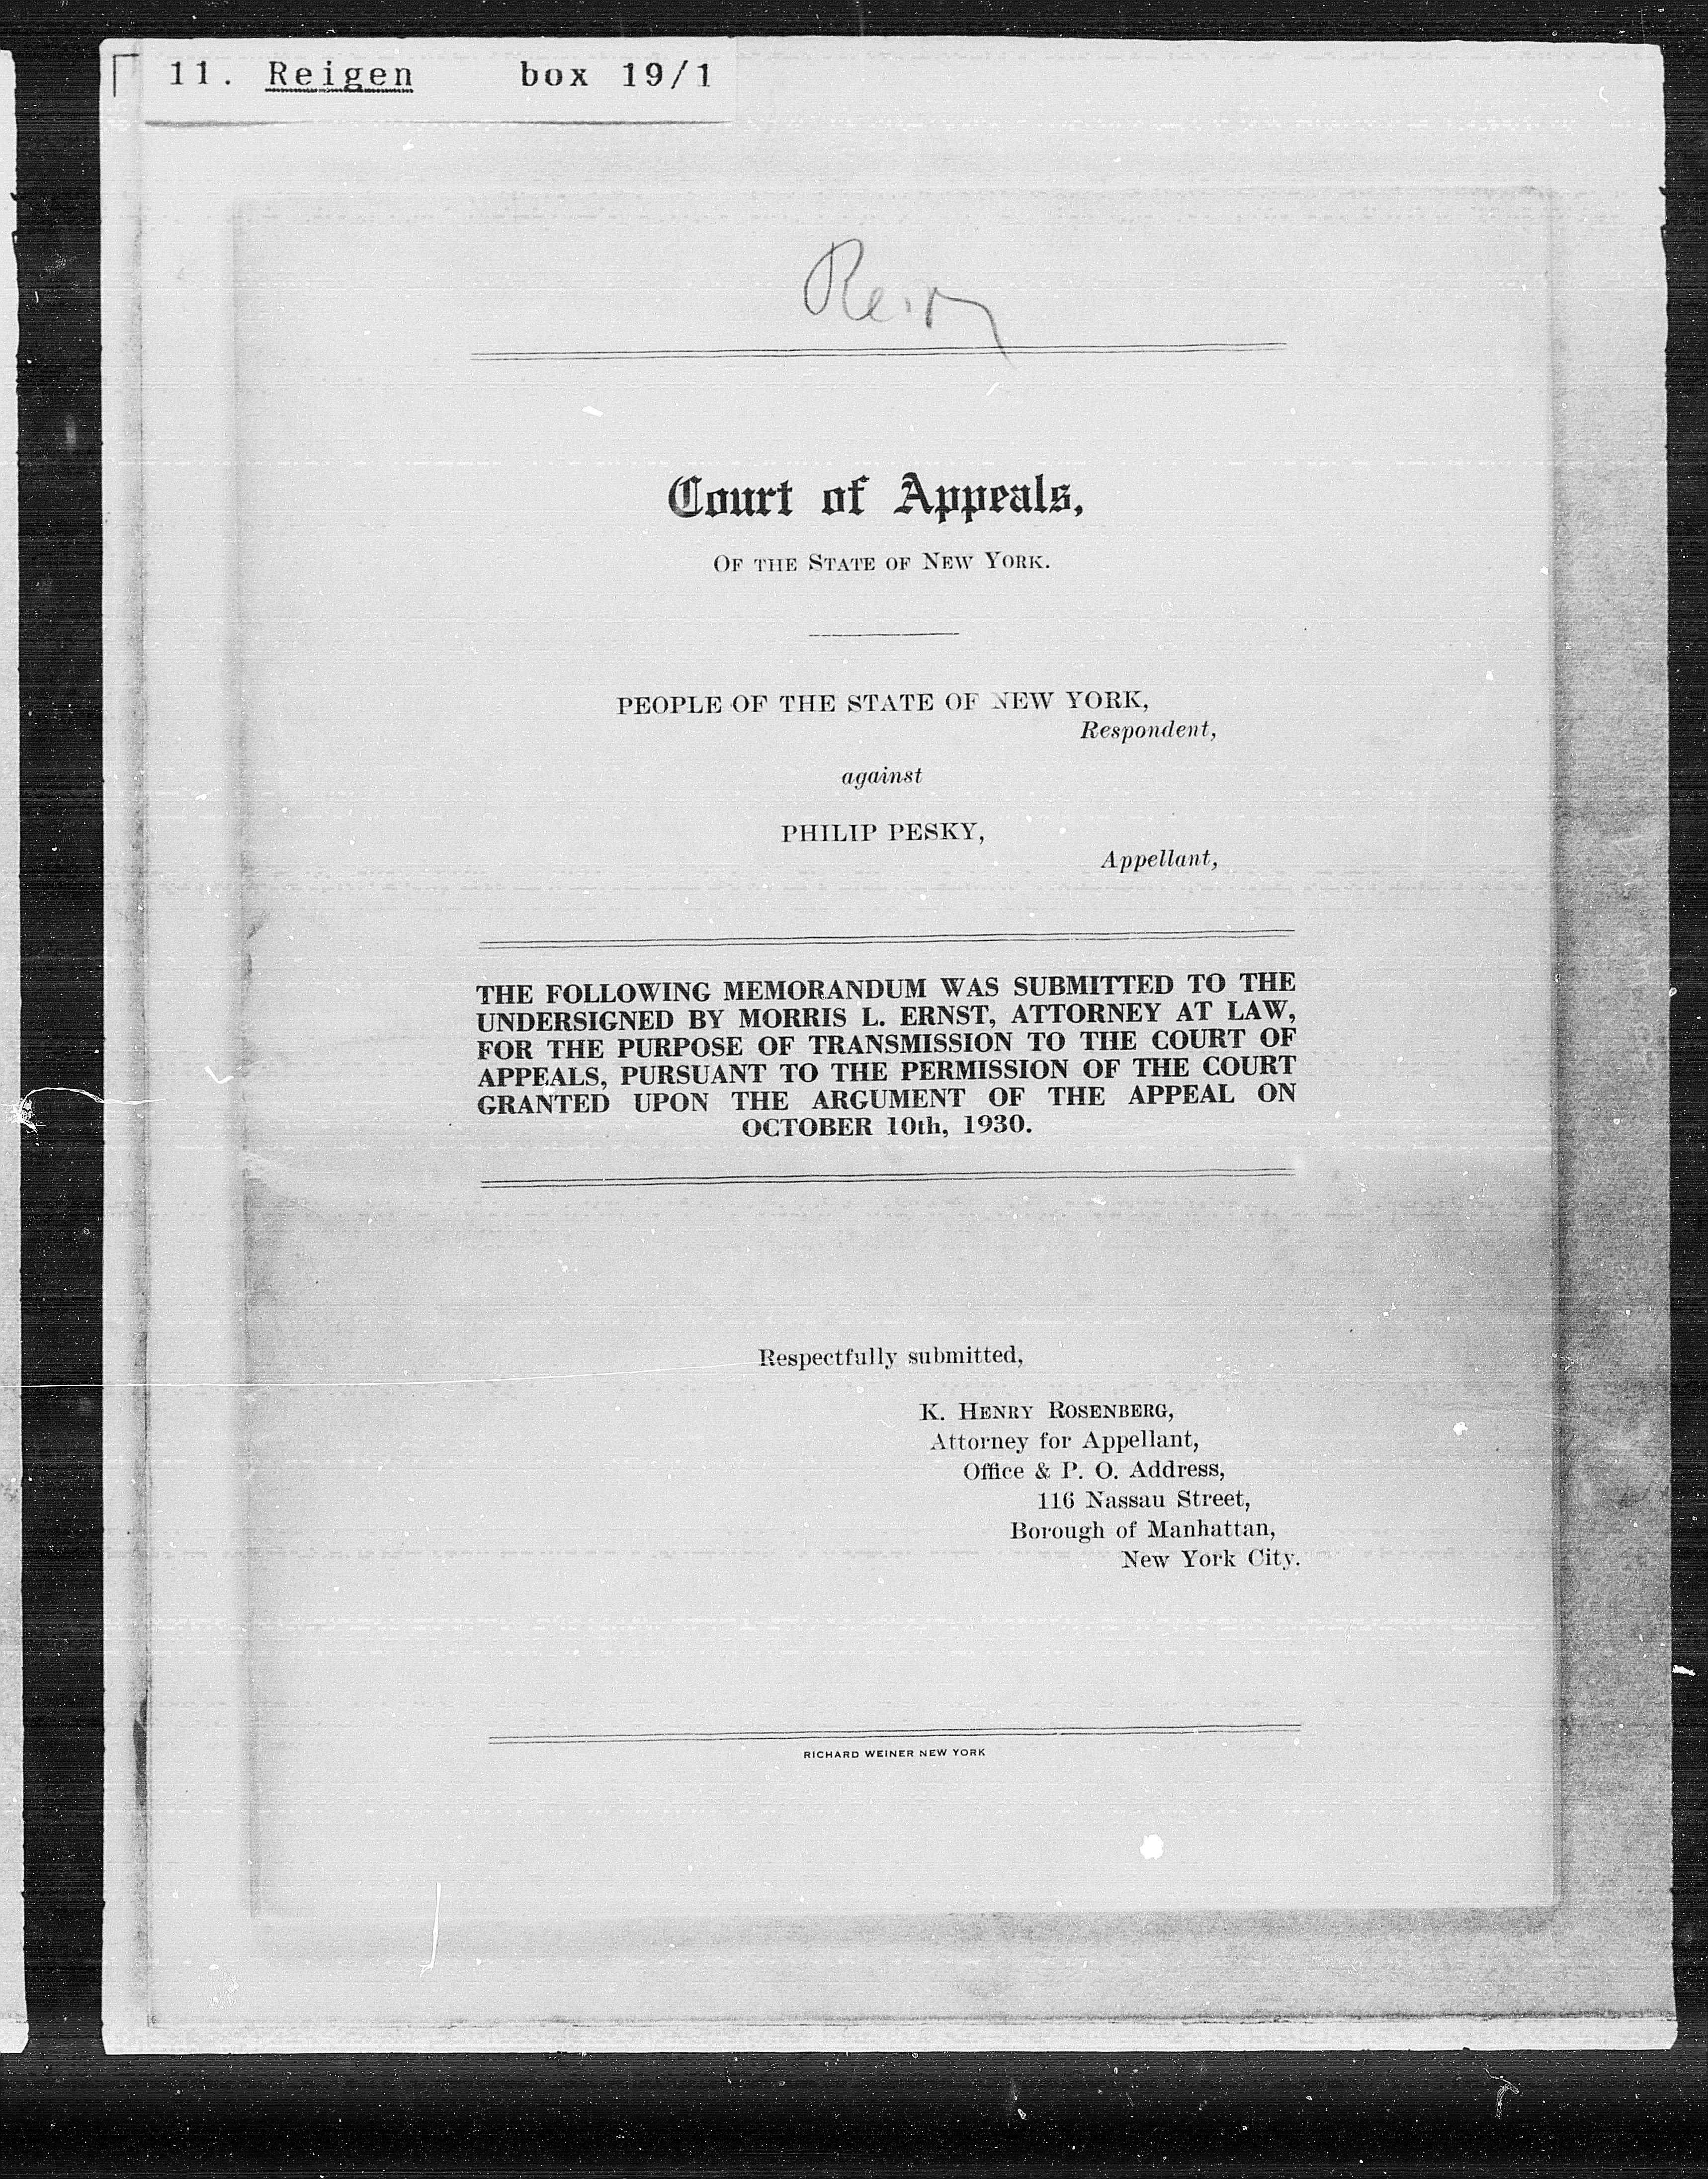 11. Reigen box 19/1
Court of Appeals,
OF THE STATE OF NEW YORK.
PEOPLE OF THE STATE OF NEW YORK,
Respondent,
against
PHILIP PESKY,
Appellant,
THE FOLLOWING MEMORANDUM WAS SUBMITTED TO THE
UNDERSIGNED BY MORRIS L. ERNST, ATTORNEY AT LAW,
FOR THE PURPOSE OF TRANSMISSION TO THE COURT OF
APPEALS, PURSUANT TO THE PERMISSION OF THE COURT
GRANTED UPON THE ARGUMENT OF THE APPEAL ON
OCTOBER 10th, 1930.
Respectfully submitted,
K. HENRY ROSENBERG,
Attorney for Appellant,
Office & P. O. Address,
116 Nassau Street,
Borough of Manhattan,
New York City.
RICHARD WEINER NEW YORK